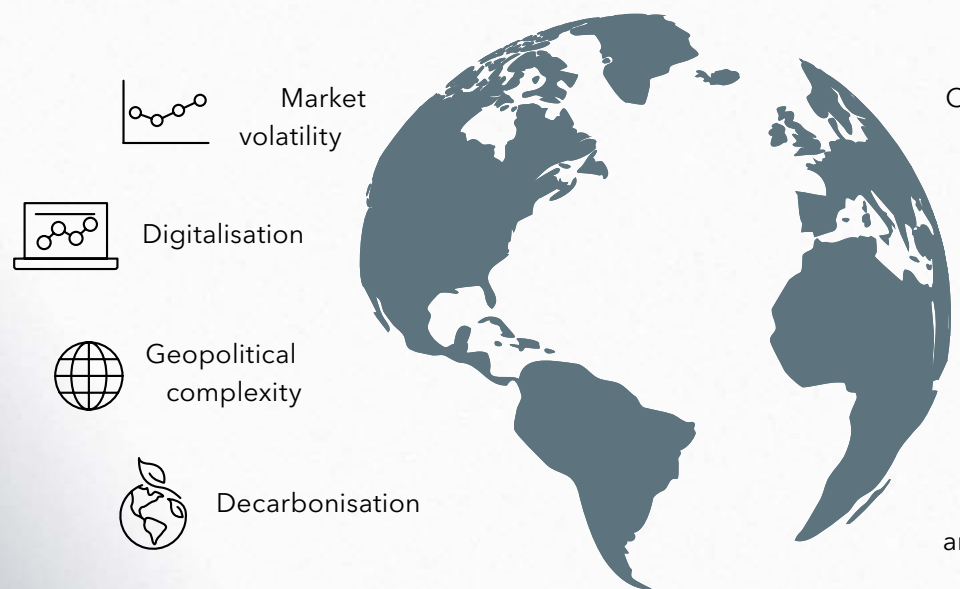 Market
volatility
Digitalisation
Geopolitical
complexity
Decarbonisation